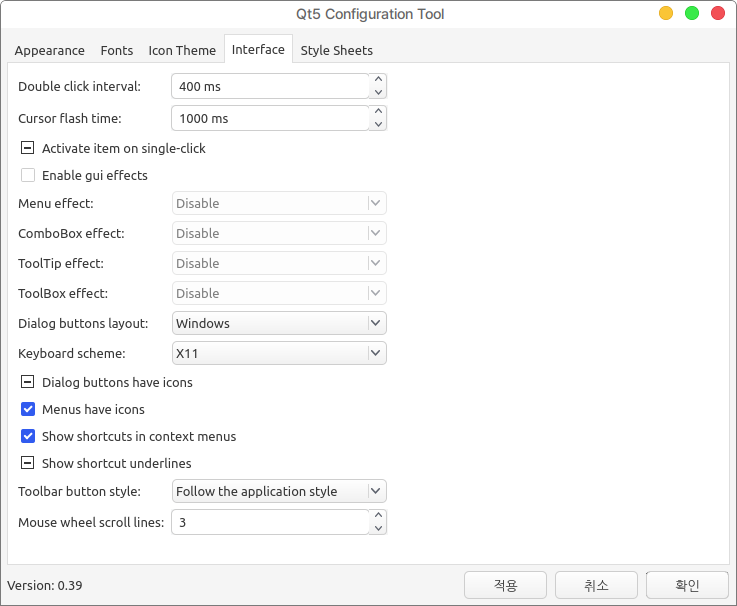 Qt5 Configuration Tool
Appearance Fonts Icon Theme Interface Style Sheets
Double click interval: 400 ms
Cursor flash time: 1000 ms
Activate item on single-click
Enable gui effects
Menu effect: Disable
ComboBox effect: Disable
ToolTip effect: Disable
ToolBox effect: Disable
Dialog buttons layout: Windows
Keyboard scheme: X11
Dialog buttons have icons
Menus have icons
Show shortcuts in context menus
Show shortcut underlines
Toolbar button style: Follow the application style
Mouse wheel scroll lines: 3
Version: 0.39 적용 취소 확인